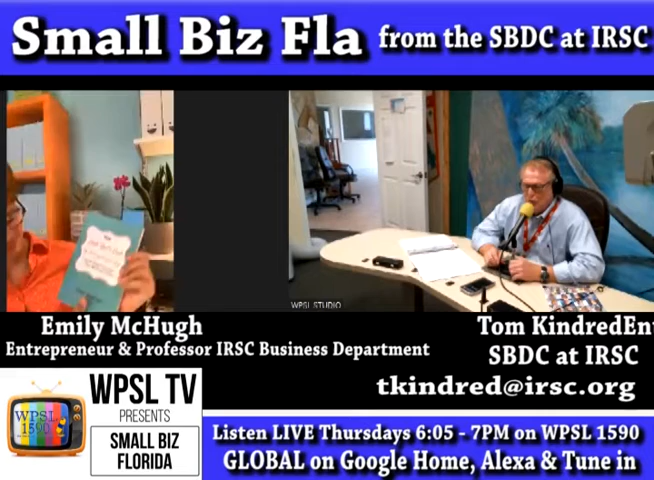 Small Biz Fla from the SBDC at IRSC
WPSL STUDIO
Emily McHugh
Entrepreneur & Professor IRSC Business Department
Tom KindredEnt
SBDC at IRSC
tkindred@irsc.org
WPSL
1590
WPSL TV
PRESENTS
SMALL BIZ
FLORIDA
Listen LIVE Thursdays 6:05 - 7PM on WPSL 1590
GLOBAL on Google Home, Alexa & Tune in